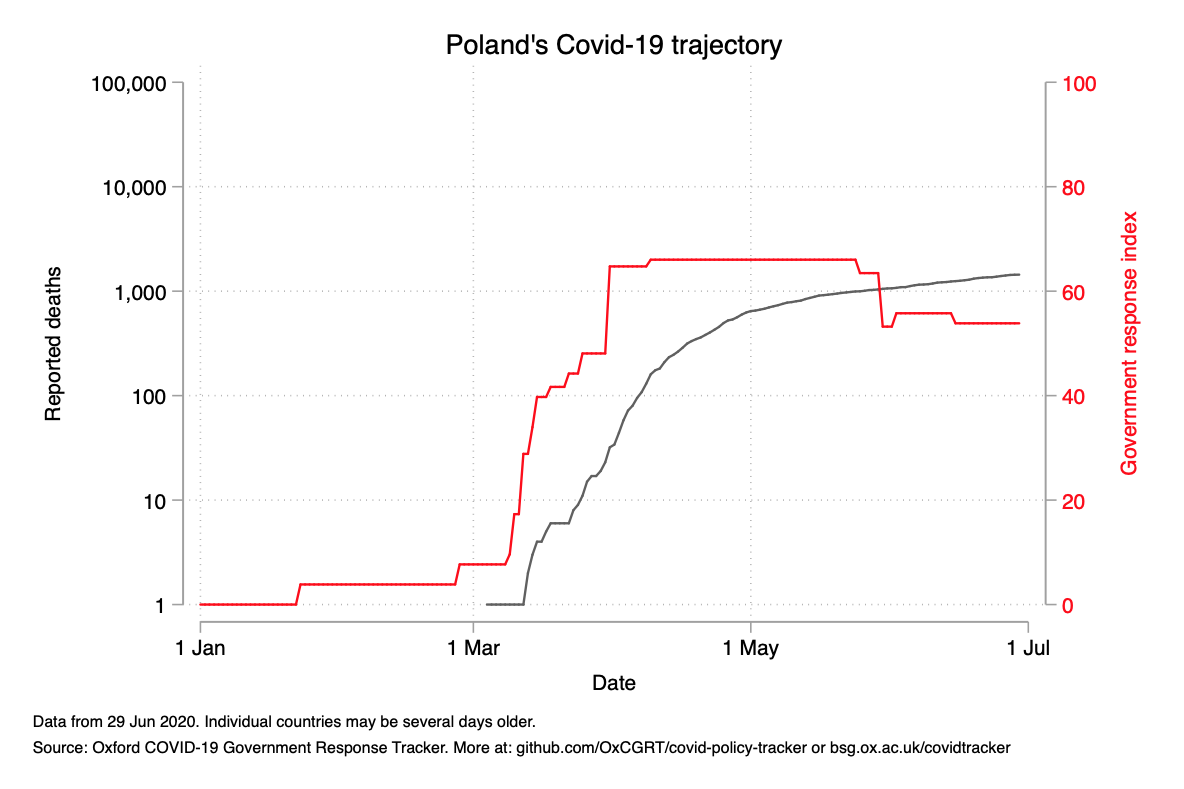 Poland's Covid-19 trajectory
100,000
10,000
1,000
100
10
1
Reported deaths
100
80
60
40
20
0
Government response index
1 Jan
1 Mar
1 May
1 Jul
Date
Data from 29 Jun 2020. Individual countries may be several days older.
Source: Oxford COVID-19 Government Response Tracker. More at: github.com/OxCGRT/covid-policy-tracker or bsg.ox.ac.uk/covidtracker